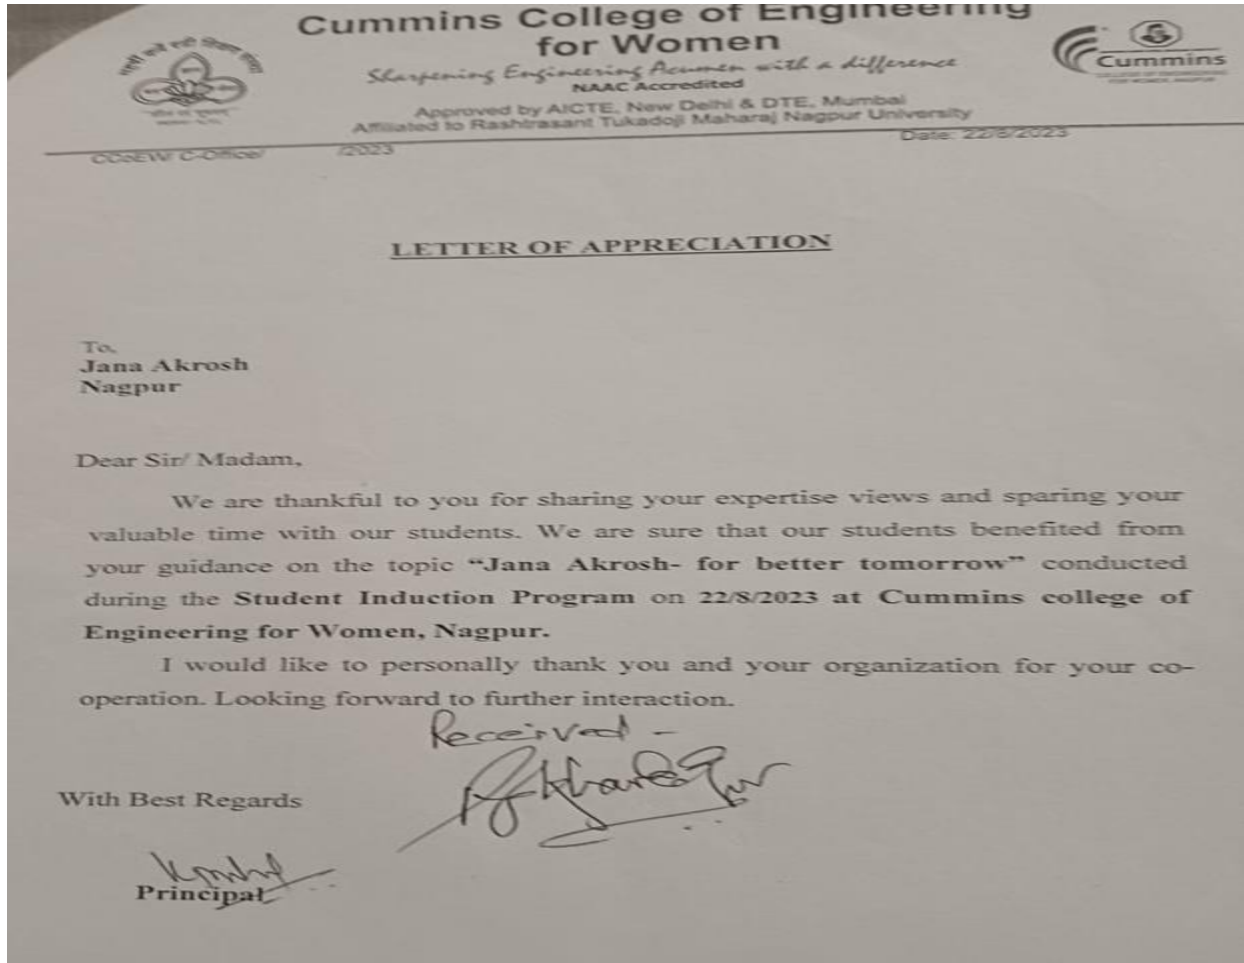 Cummins College of Engineering
for Women
Sharpening Engineering Acumen with a difference
NAAC Accredited
Approved by AICTE, New Delhi & DTE, Mumbai
Affiliated to Rashtrasant Tukadoji Maharaj Nagpur University
Cummins
CCoEW/ C-Office/ /2023
Date: 22/8/2023
LETTER OF APPRECIATION
To,
Jana Akrosh
Nagpur
Dear Sir/ Madam,
We are thankful to you for sharing your expertise views and sparing your
valuable time with our students. We are sure that our students benefited from
your guidance on the topic “Jana Akrosh- for better tomorrow” conducted
during the Student Induction Program on 22/8/2023 at Cummins college of
Engineering for Women, Nagpur.
I would like to personally thank you and your organization for your co-
operation. Looking forward to further interaction.
Received -
With Best Regards
Principal